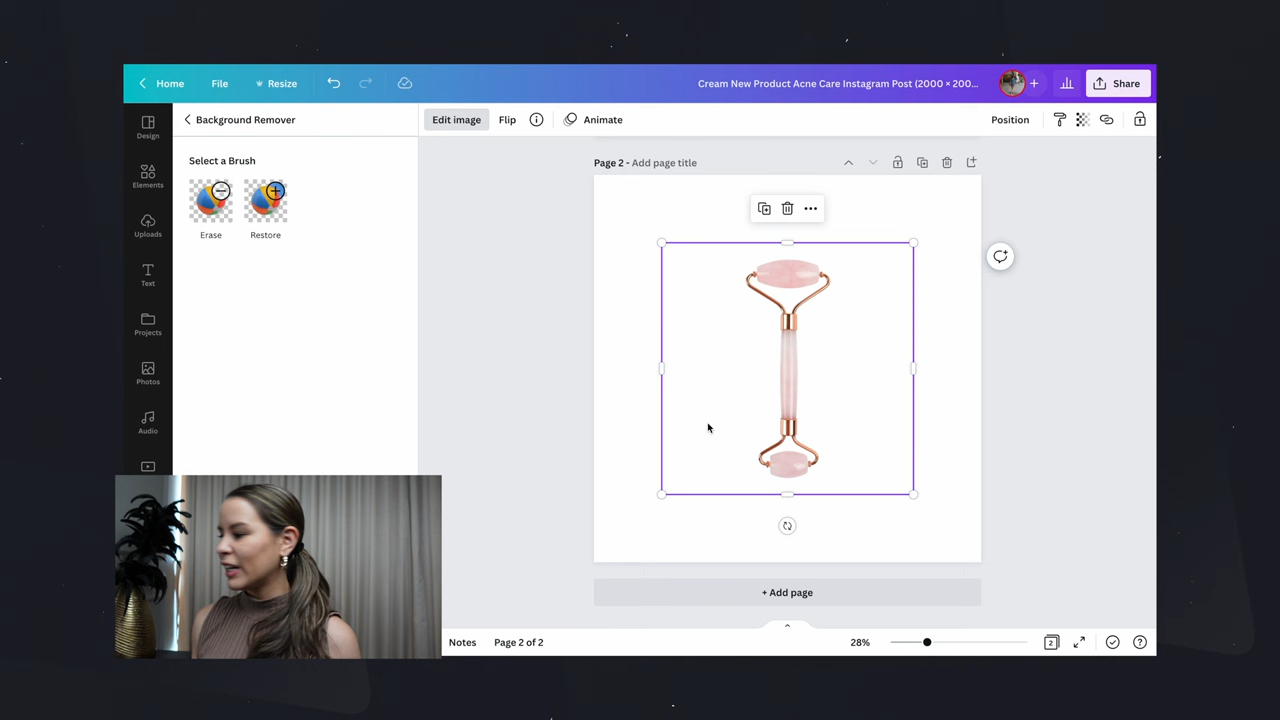 Home File Resize Cream New Product Acne Care Instagram Post (2000 × 200... Share
Background Remover Edit image Flip Animate Position
Design
Select a Brush
Page 2 - Add page title
Elements
Erase Restore
Uploads
Text
Projects
Photos
Audio
+ Add page
Notes Page 2 of 2 28% 2